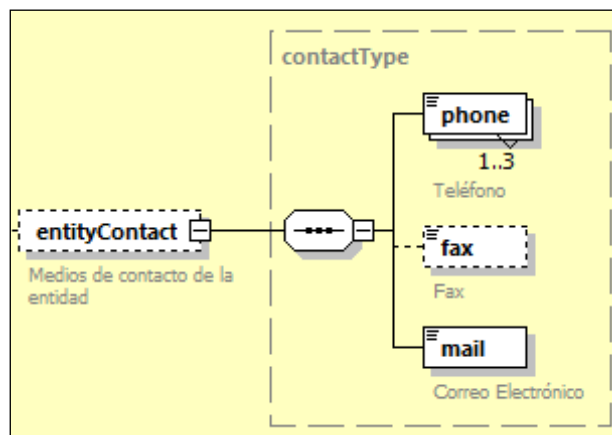 contactType
phone
1..3
Teléfono
entityContact
Medios de contacto de la
entidad
fax
Fax
mail
Correo Electrónico